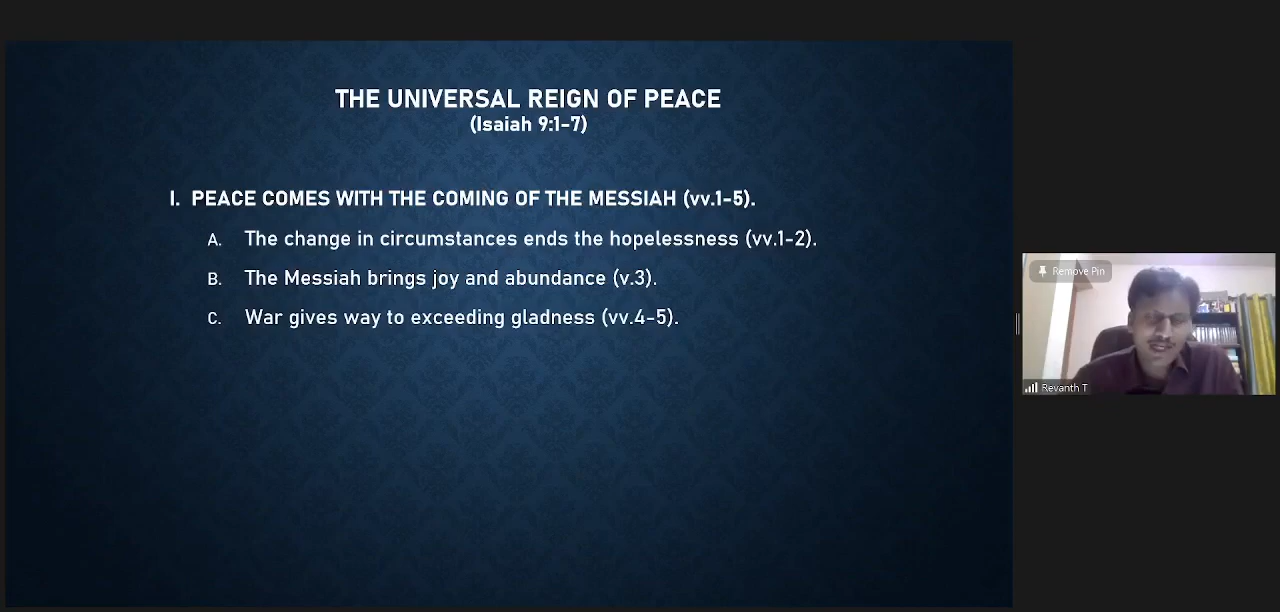 THE UNIVERSAL REIGN OF PEACE
(Isaiah 9:1-7)
I. PEACE COMES WITH THE COMING OF THE MESSIAH (vv.1-5).
A. The change in circumstances ends the hopelessness (vv.1-2).
B. The Messiah brings joy and abundance (v.3).
C. War gives way to exceeding gladness (vv.4-5).
Remove Pin
Revanth T